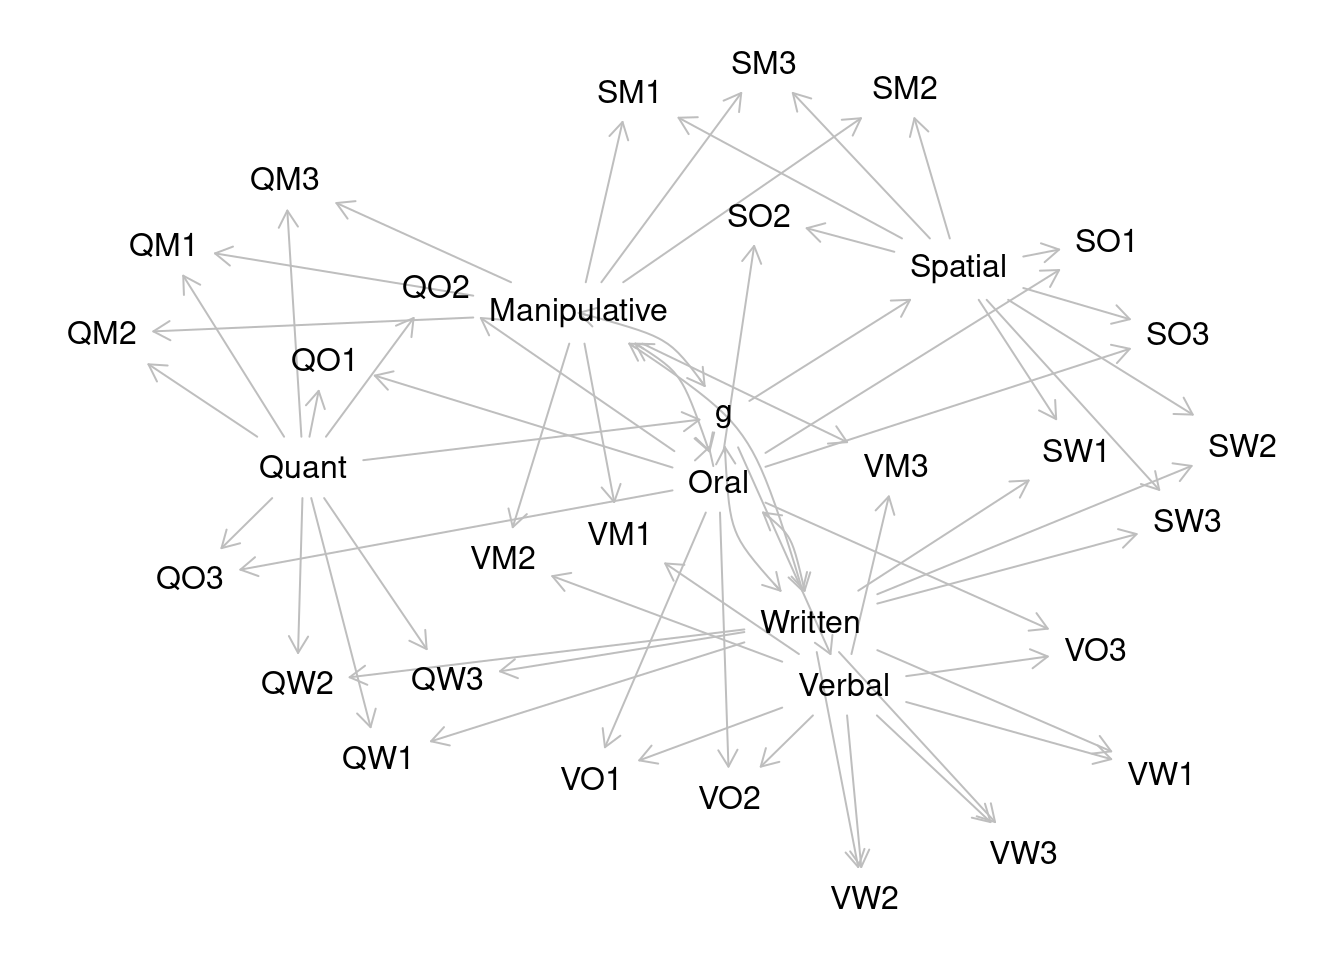 SM3
SM2
SM1
QM3
SO2
SO1
QM1
Spatial
QO2
Manipulative
QM2
SO3
QO1
g
SW2
SW1
Quant
VM3
Oral
SW3
VM1
VM2
QO3
Written
VO3
QW2
QW3
Verbal
QW1
VW1
VO1
VO2
VW3
VW2